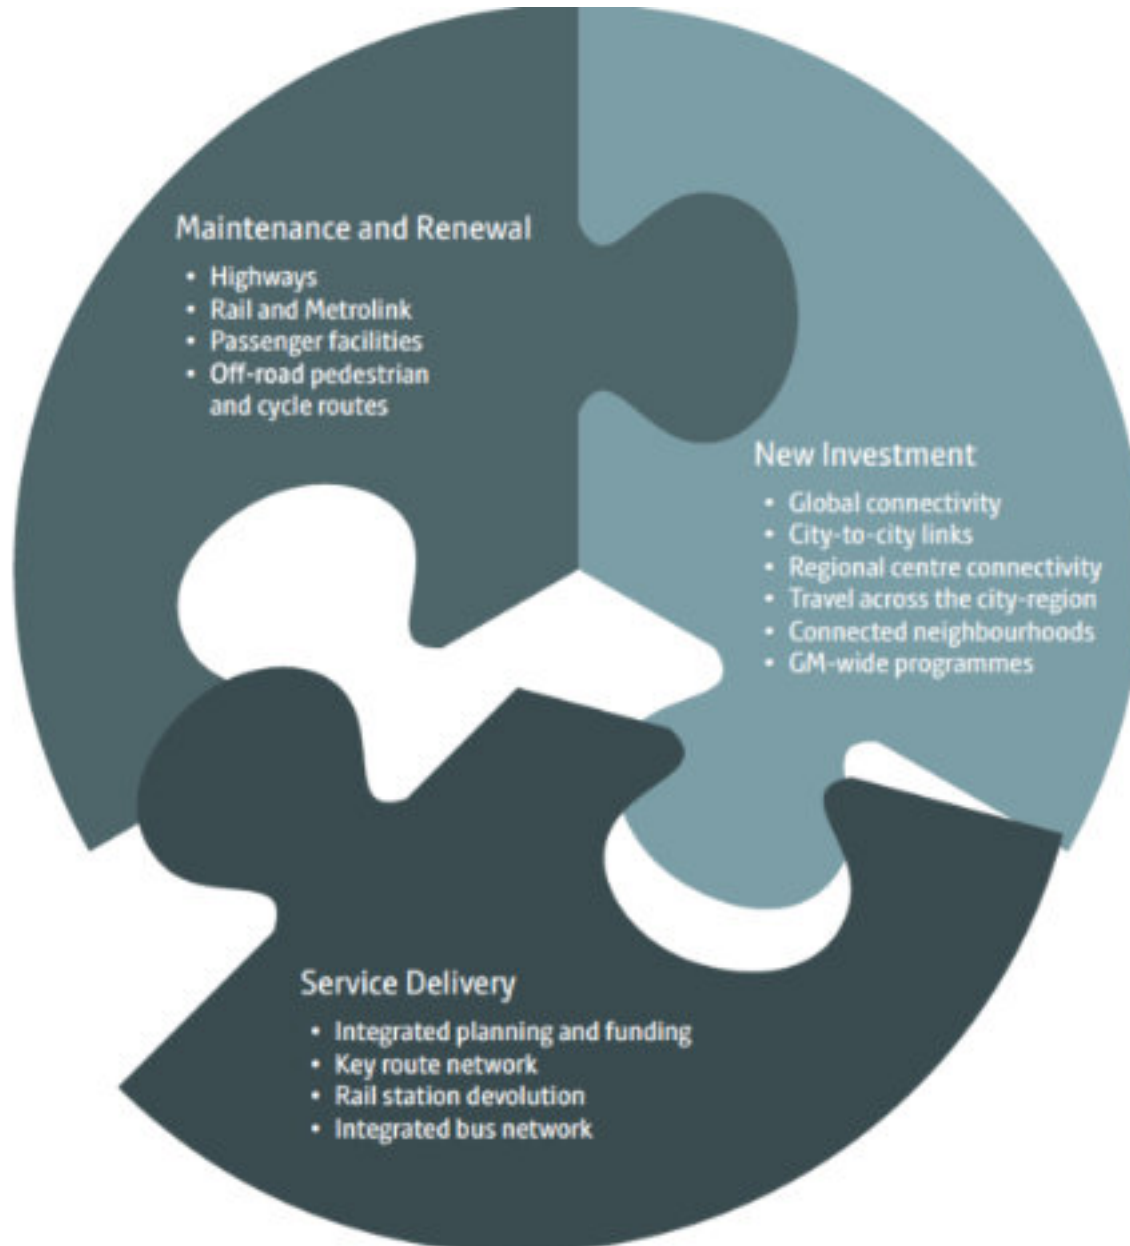 Maintenance and Renewal
• Highways
• Rail and Metrolink
• Passenger facilities
• Off-road pedestrian
and cycle routes
New Investment
• Global connectivity
• City-to-city links
• Regional centre connectivity
• Travel across the city-region
• Connected neighbourhoods
• GM-wide programmes
Service Delivery
• Integrated planning and funding
• Key route network
• Rail station devolution
• Integrated bus network